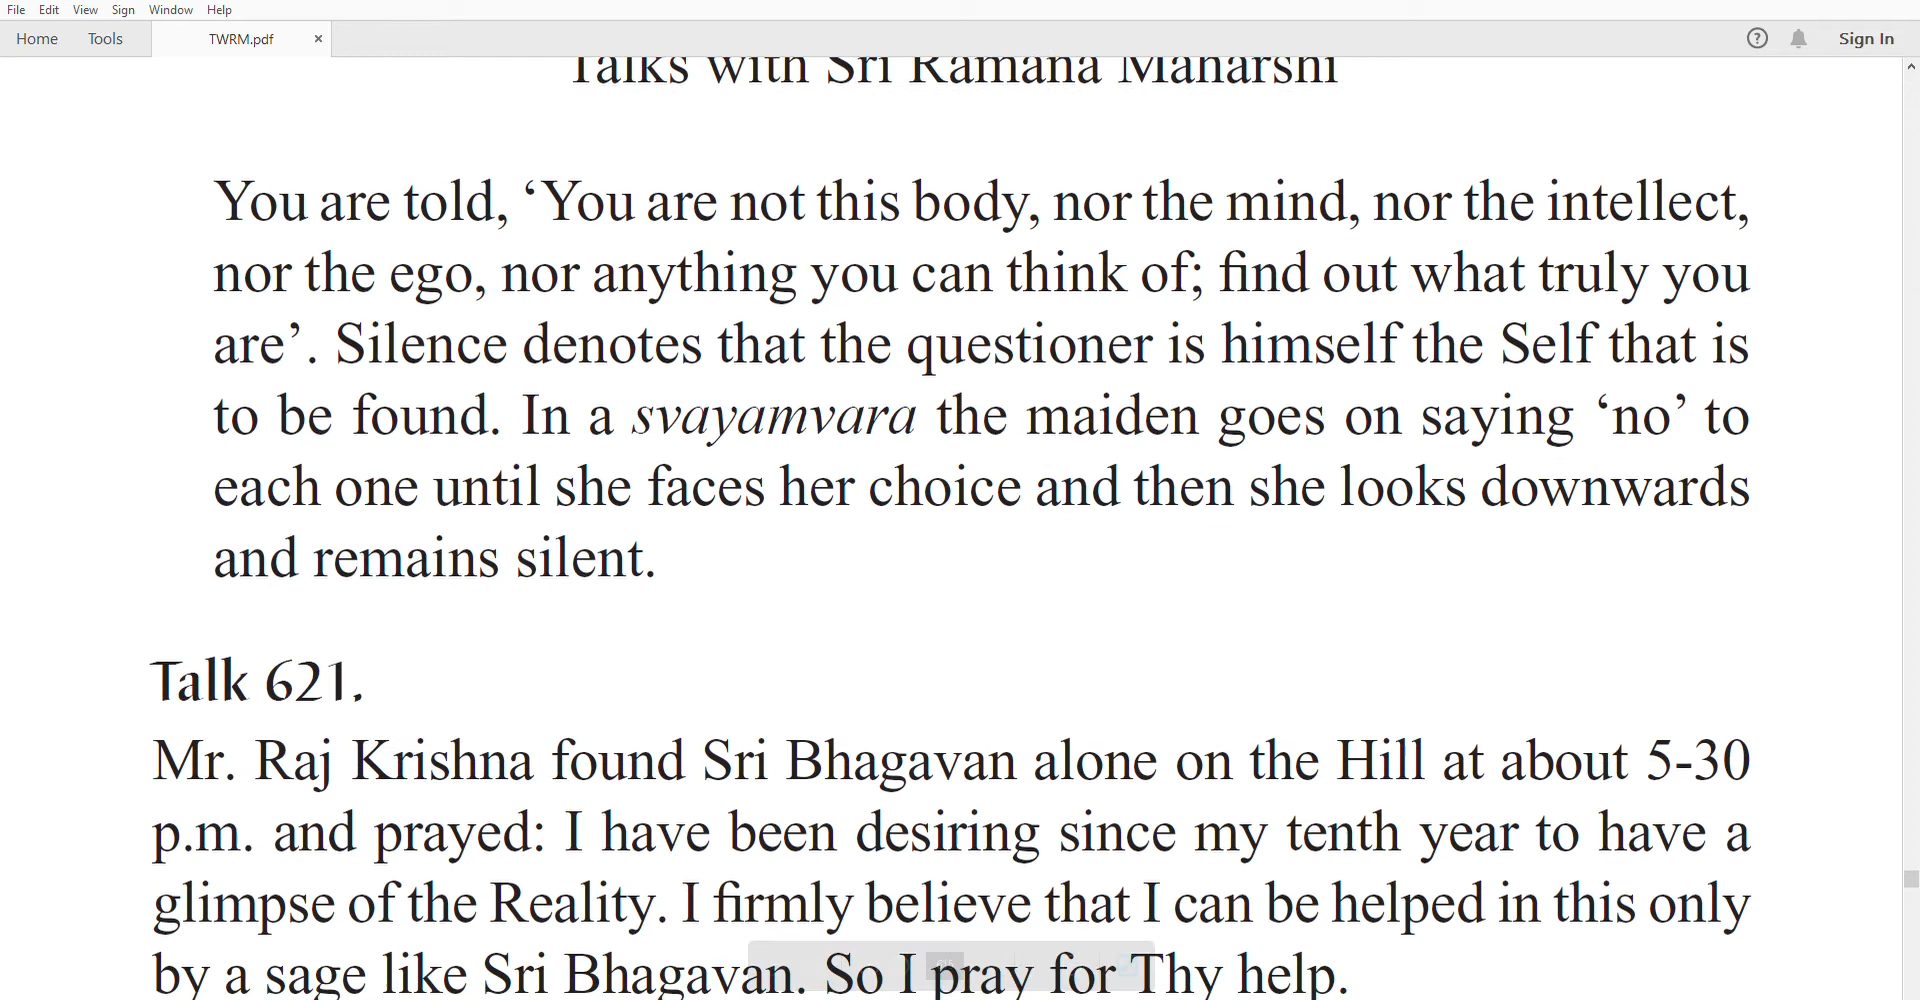 File Edit View Sign Window Help
Home Tools TWRM.pdf × ? Sign In
Talks with Sri Ramana Maharshi
You are told, ‘You are not this body, nor the mind, nor the intellect,
nor the ego, nor anything you can think of; find out what truly you
are’. Silence denotes that the questioner is himself the Self that is
to be found. In a svayamvara the maiden goes on saying ‘no’ to
each one until she faces her choice and then she looks downwards
and remains silent.
Talk 621.
Mr. Raj Krishna found Sri Bhagavan alone on the Hill at about 5-30
p.m. and prayed: I have been desiring since my tenth year to have a
glimpse of the Reality. I firmly believe that I can be helped in this only
by a sage like Sri Bhagavan. So I pray for Thy help.